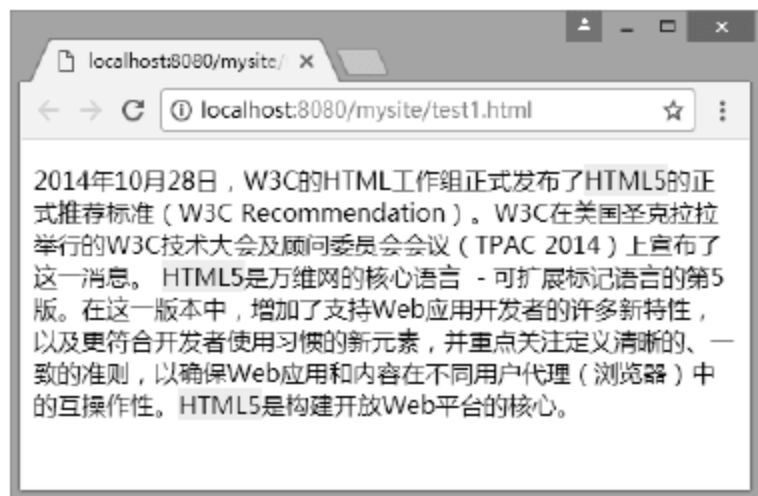 localhost:8080/mysite/
localhost:8080/mysite/test1.html
2014年10月28日，W3C的HTML工作组正式发布了HTML5的正
式推荐标准（W3C Recommendation）。W3C在美国圣克拉拉
举行的W3C技术大会及顾问委员会会议（TPAC 2014）上宣布了
这一消息。 HTML5是万维网的核心语言 - 可扩展标记语言的第5
版。在这一版本中，增加了支持Web应用开发者的许多新特性，
以及更符合开发者使用习惯的新元素，并重点关注定义清晰的、一
致的准则，以确保Web应用和内容在不同用户代理（浏览器）中
的互操作性。HTML5是构建开放Web平台的核心。